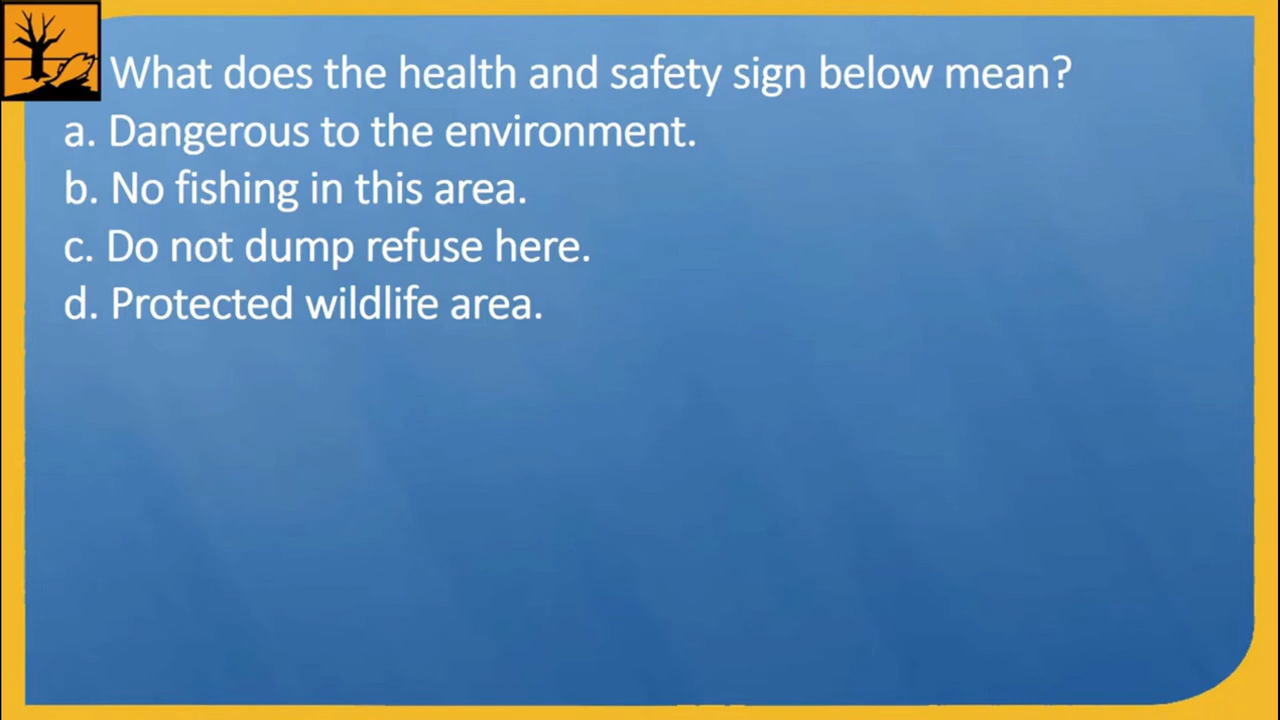 What does the health and safety sign below mean?
a. Dangerous to the environment.
b. No fishing in this area.
c. Do not dump refuse here.
d. Protected wildlife area.